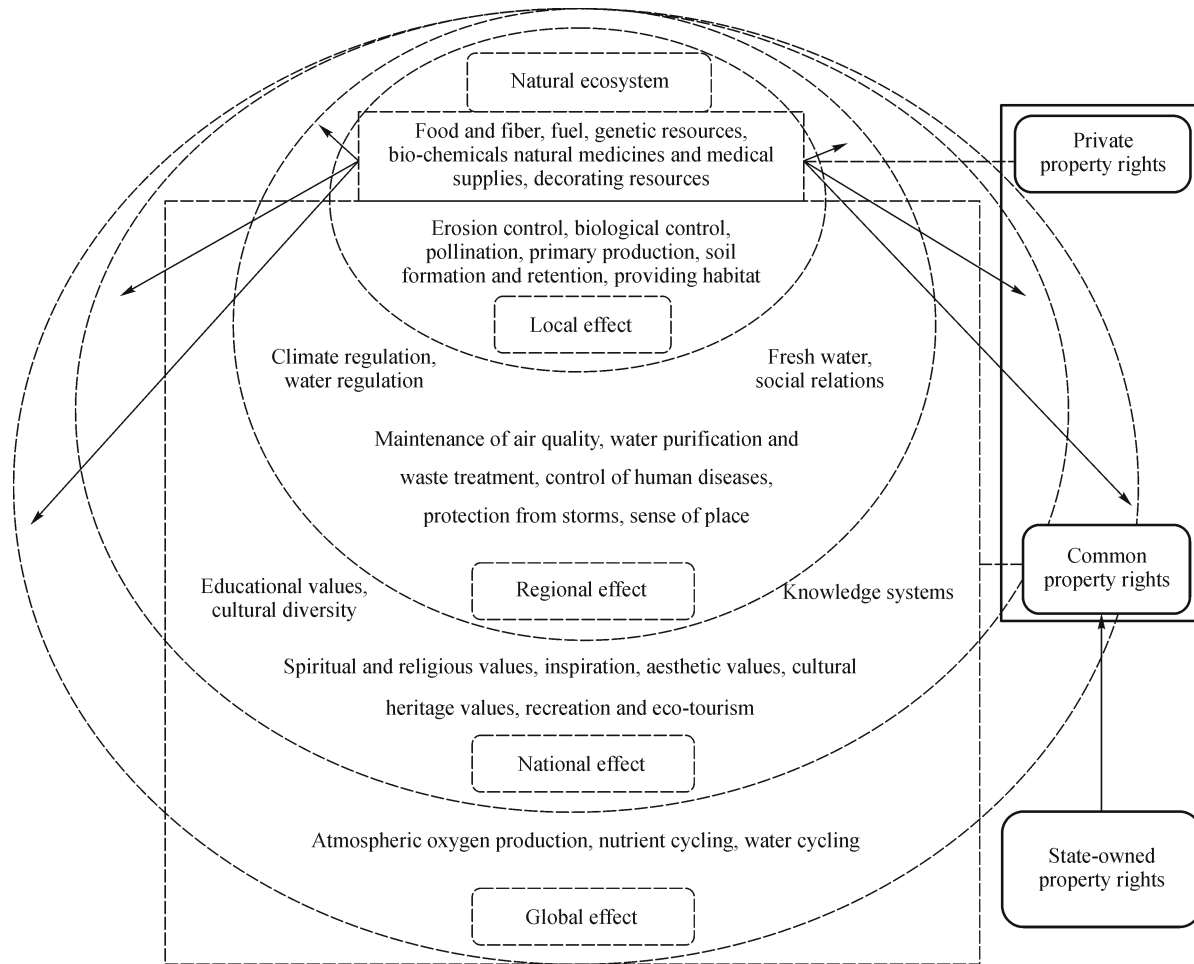 Natural ecosystem
Food and fiber, fuel, genetic resources,
bio-chemicals natural medicines and medical
supplies, decorating resources
Private
property rights
Erosion control, biological control,
pollination, primary production, soil
formation and retention, providing habitat
Local effect
Climate regulation,
water regulation
Fresh water,
social relations
Maintenance of air quality, water purification and
waste treatment, control of human diseases,
protection from storms, sense of place
Common
property rights
Regional effect
Educational values,
cultural diversity
Knowledge systems
Spiritual and religious values, inspiration, aesthetic values, cultural
heritage values, recreation and eco-tourism
National effect
Atmospheric oxygen production, nutrient cycling, water cycling
State-owned
property rights
Global effect